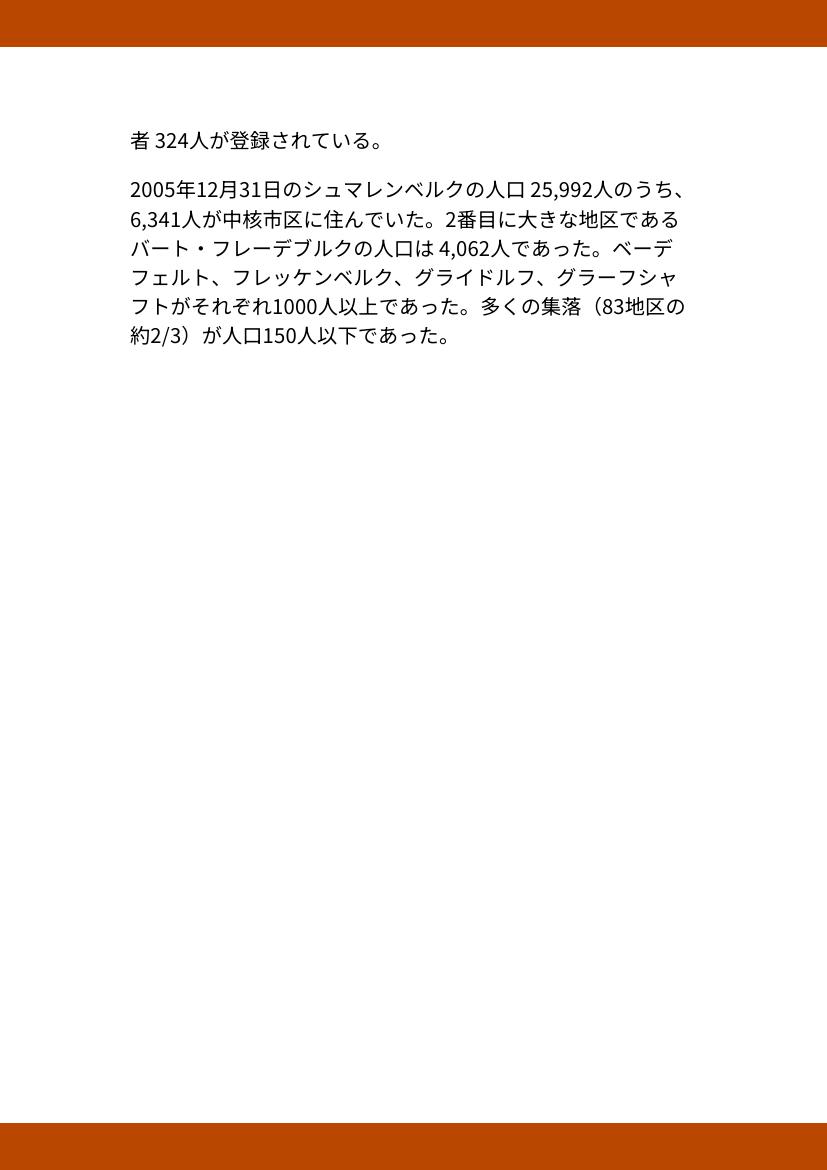 者 324人が登録されている。
2005年12月31日のシュマレンベルクの人口 25,992人のうち、
6,341人が中核市区に住んでいた。2番目に大きな地区である
バート・フレーデブルクの人口は 4,062人であった。ベーデ
フェルト、フレッケンベルク、グライドルフ、グラーフシャ
フトがそれぞれ1000人以上であった。多くの集落（83地区の
約2/3）が人口150人以下であった。